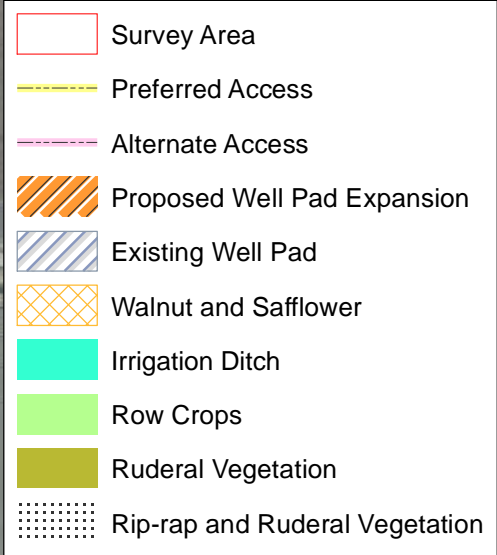 Survey Area
Preferred Access
Alternate Access
Proposed Well Pad Expansion
Existing Well Pad
Walnut and Safflower
Irrigation Ditch
Row Crops
Ruderal Vegetation
Rip-rap and Ruderal Vegetation